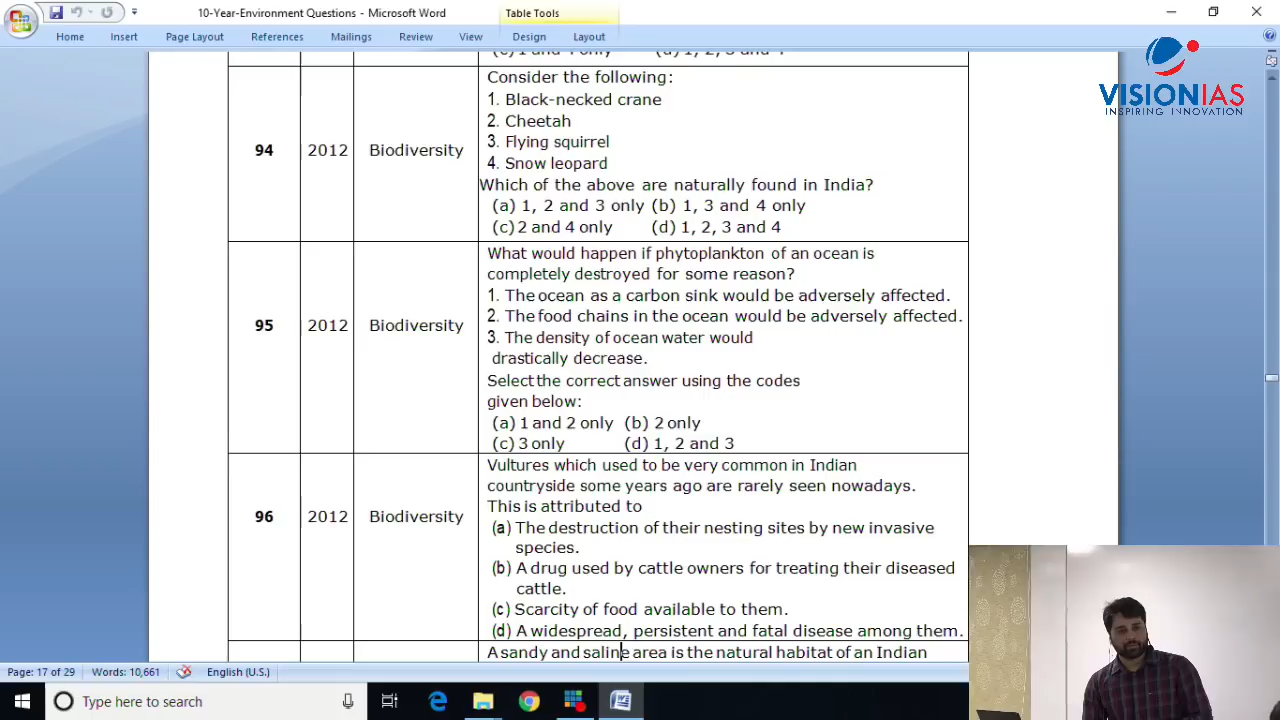 10-Year-Environment Questions - Microsoft Word
Table Tools
Home Insert Page Layout References Mailings Review View Design Layout
VISIONIAS
INSPIRING INNOVATION
(c) 1 and 4 only (d) 1, 2, 3 and 4
94 2012 Biodiversity
Consider the following:
1. Black-necked crane
2. Cheetah
3. Flying squirrel
4. Snow leopard
Which of the above are naturally found in India?
(a) 1, 2 and 3 only (b) 1, 3 and 4 only
(c) 2 and 4 only (d) 1, 2, 3 and 4
95 2012 Biodiversity
What would happen if phytoplankton of an ocean is
completely destroyed for some reason?
1. The ocean as a carbon sink would be adversely affected.
2. The food chains in the ocean would be adversely affected.
3. The density of ocean water would
drastically decrease.
Select the correct answer using the codes
given below:
(a) 1 and 2 only (b) 2 only
(c) 3 only (d) 1, 2 and 3
96 2012 Biodiversity
Vultures which used to be very common in Indian
countryside some years ago are rarely seen nowadays.
This is attributed to
(a) The destruction of their nesting sites by new invasive
species.
(b) A drug used by cattle owners for treating their diseased
cattle.
(c) Scarcity of food available to them.
(d) A widespread, persistent and fatal disease among them.
A sandy and saline area is the natural habitat of an Indian
Page: 17 of 29 Words: 10,661 English (U.S.)
Type here to search